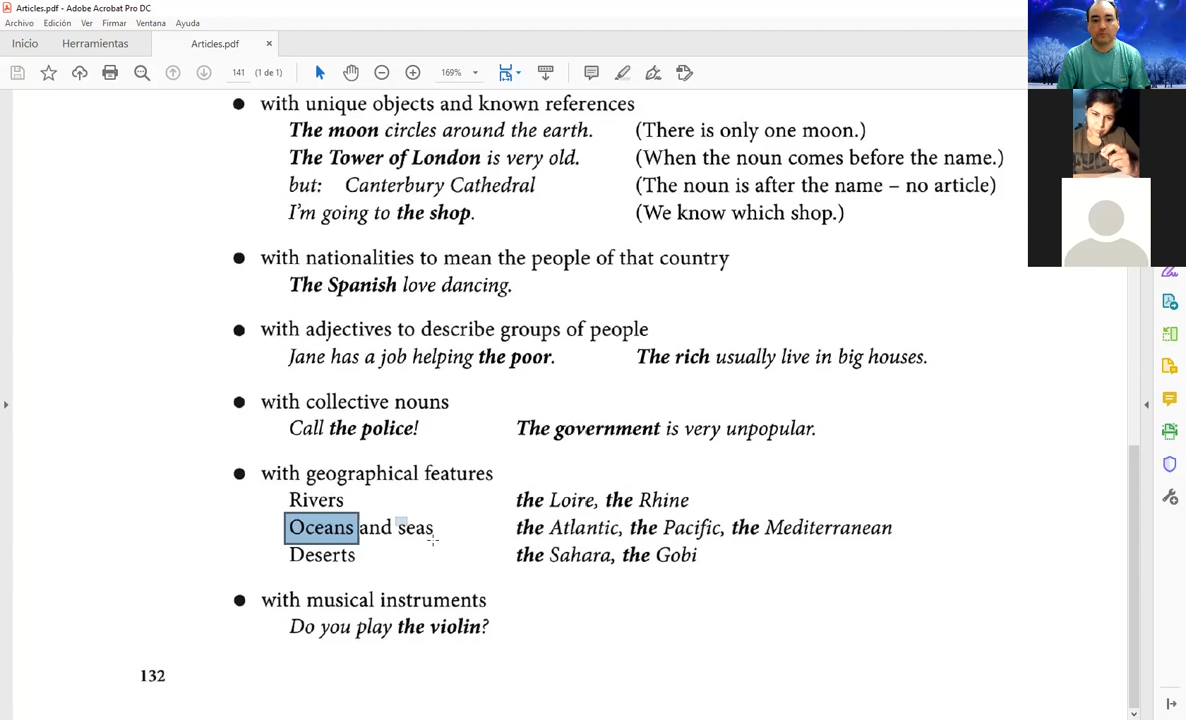 Articles.pdf - Adobe Acrobat Pro DC
Archivo Edición Ver Firmar Ventana Ayuda
Inicio Herramientas Articles.pdf ×
141 (1 de 1) 169%
● with unique objects and known references
The moon circles around the earth. (There is only one moon.)
The Tower of London is very old. (When the noun comes before the name.)
but: Canterbury Cathedral (The noun is after the name – no article)
I'm going to the shop. (We know which shop.)
● with nationalities to mean the people of that country
The Spanish love dancing.
● with adjectives to describe groups of people
Jane has a job helping the poor. The rich usually live in big houses.
● with collective nouns
Call the police! The government is very unpopular.
● with geographical features
Rivers the Loire, the Rhine
Oceans and seas the Atlantic, the Pacific, the Mediterranean
Deserts the Sahara, the Gobi
● with musical instruments
Do you play the violin?
132